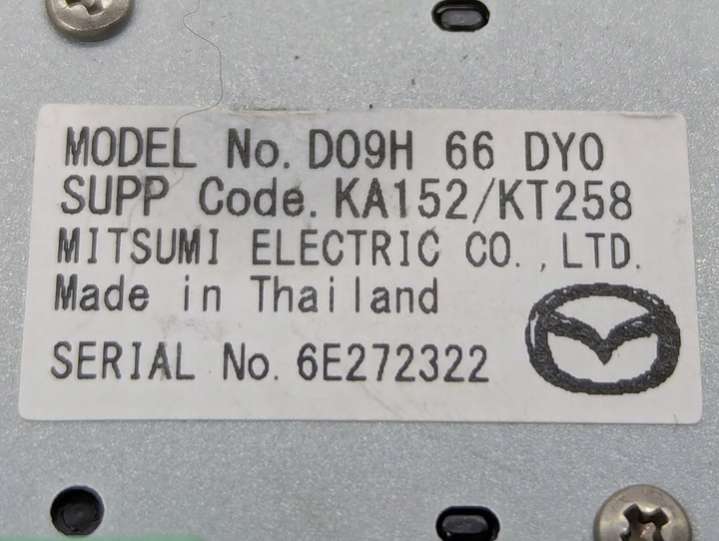 MODEL No. D09H 66 DY0
SUPP Code. KA152/KT258
MITSUMI ELECTRIC CO., LTD.
Made in Thailand
SERIAL No. 6E272322